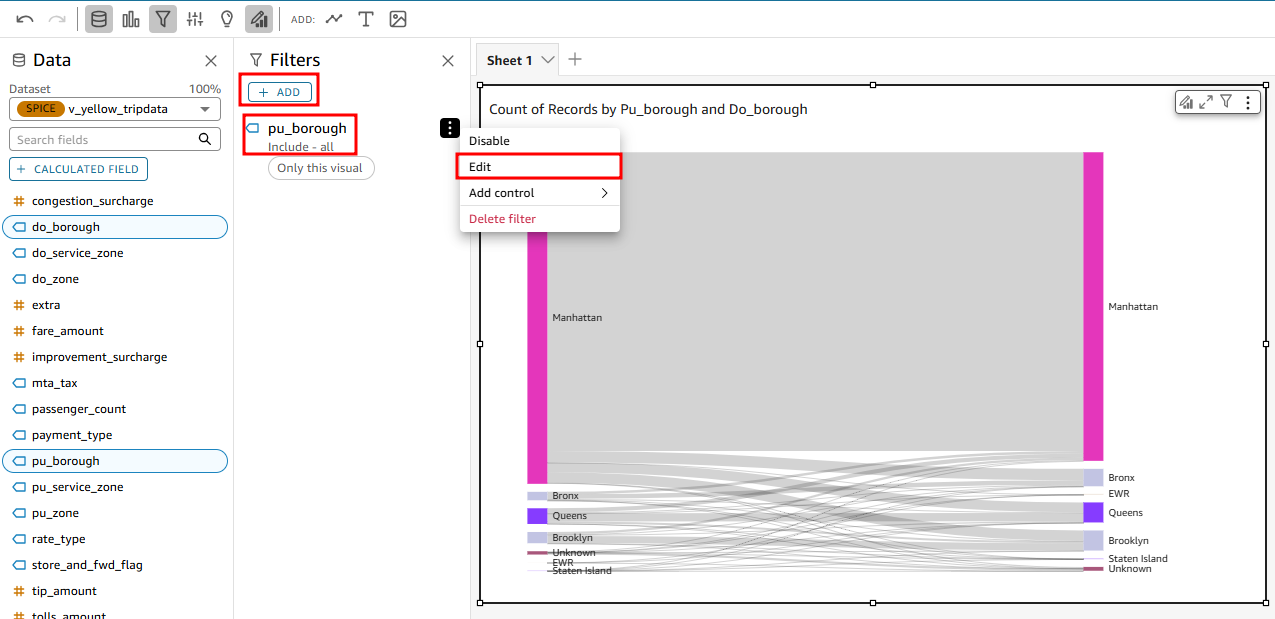 ADD:
Data
Dataset 100%
SPICE v_yellow_tripdata
Search fields
CALCULATED FIELD
congestion_surcharge
do_borough
do_service_zone
do_zone
extra
fare_amount
improvement_surcharge
mta_tax
passenger_count
payment_type
pu_borough
pu_service_zone
pu_zone
rate_type
store_and_fwd_flag
tip_amount
tolls_amount
Filters
+ ADD
pu_borough
Include - all
Only this visual
Disable
Edit
Add control
Delete filter
Sheet 1
Count of Records by Pu_borough and Do_borough
Manhattan
Bronx
Queens
Brooklyn
Unknown
EWR
Staten Island
Manhattan
Bronx
EWR
Queens
Brooklyn
Staten Island
Unknown